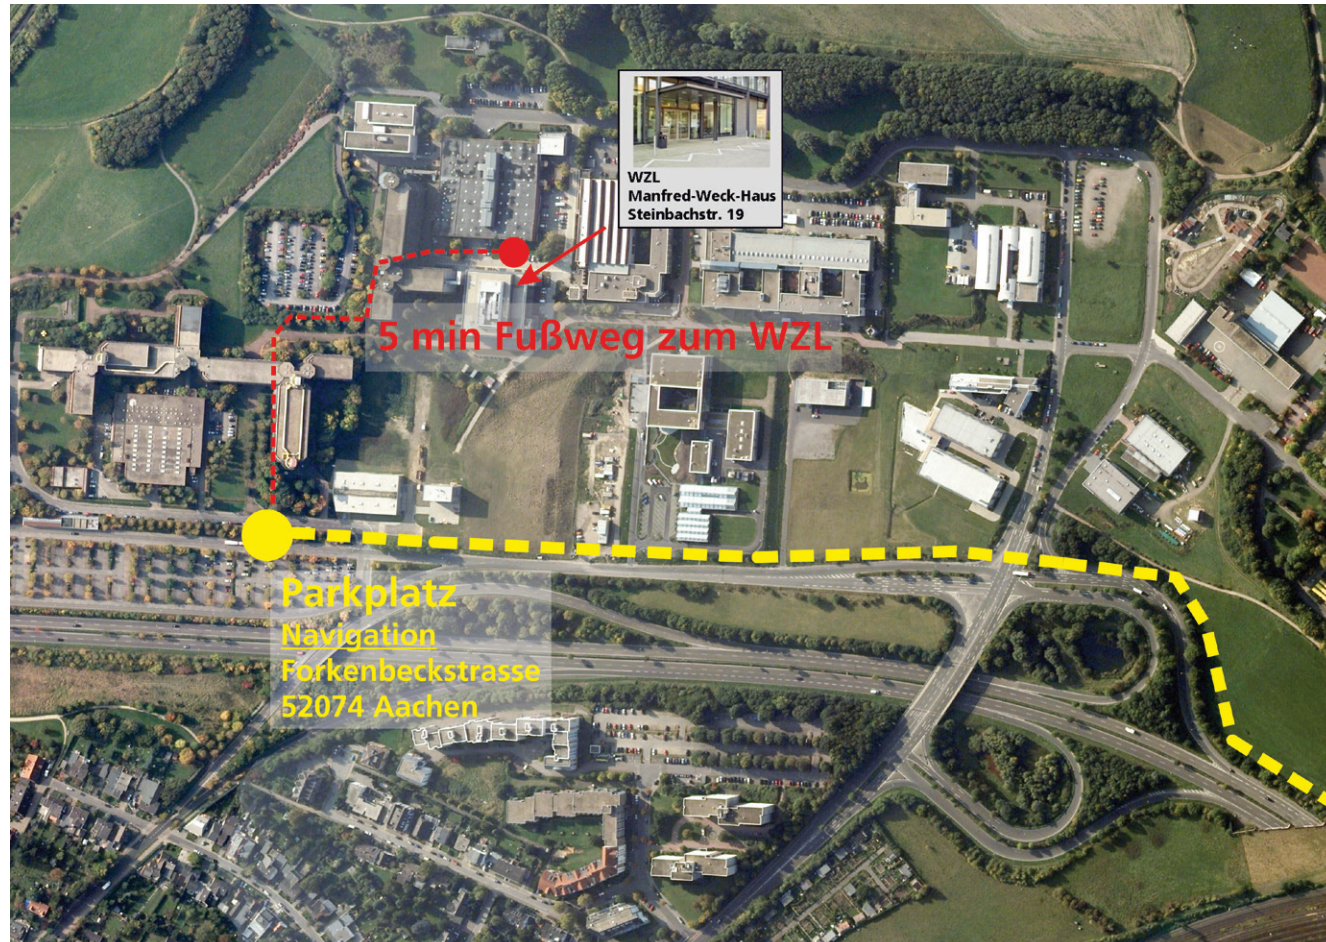 WZL
Manfred-Weck-Haus
Steinbachstr. 19
5 min Fußweg zum WZL
Parkplatz
Navigation
Forkenbeckstrasse
52074 Aachen